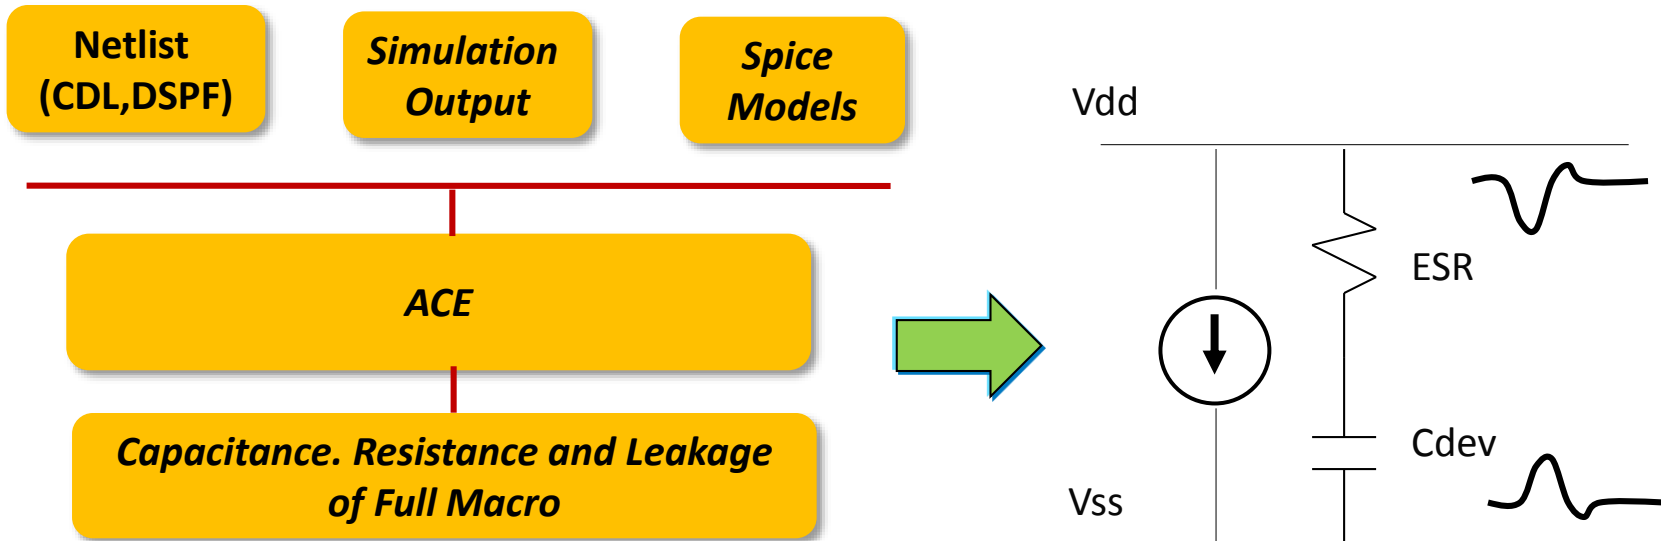 Netlist
(CDL,DSPF)
Simulation
Output
Spice
Models
ACE
Capacitance. Resistance and Leakage
of Full Macro
Vdd
ESR
Cdev
Vss